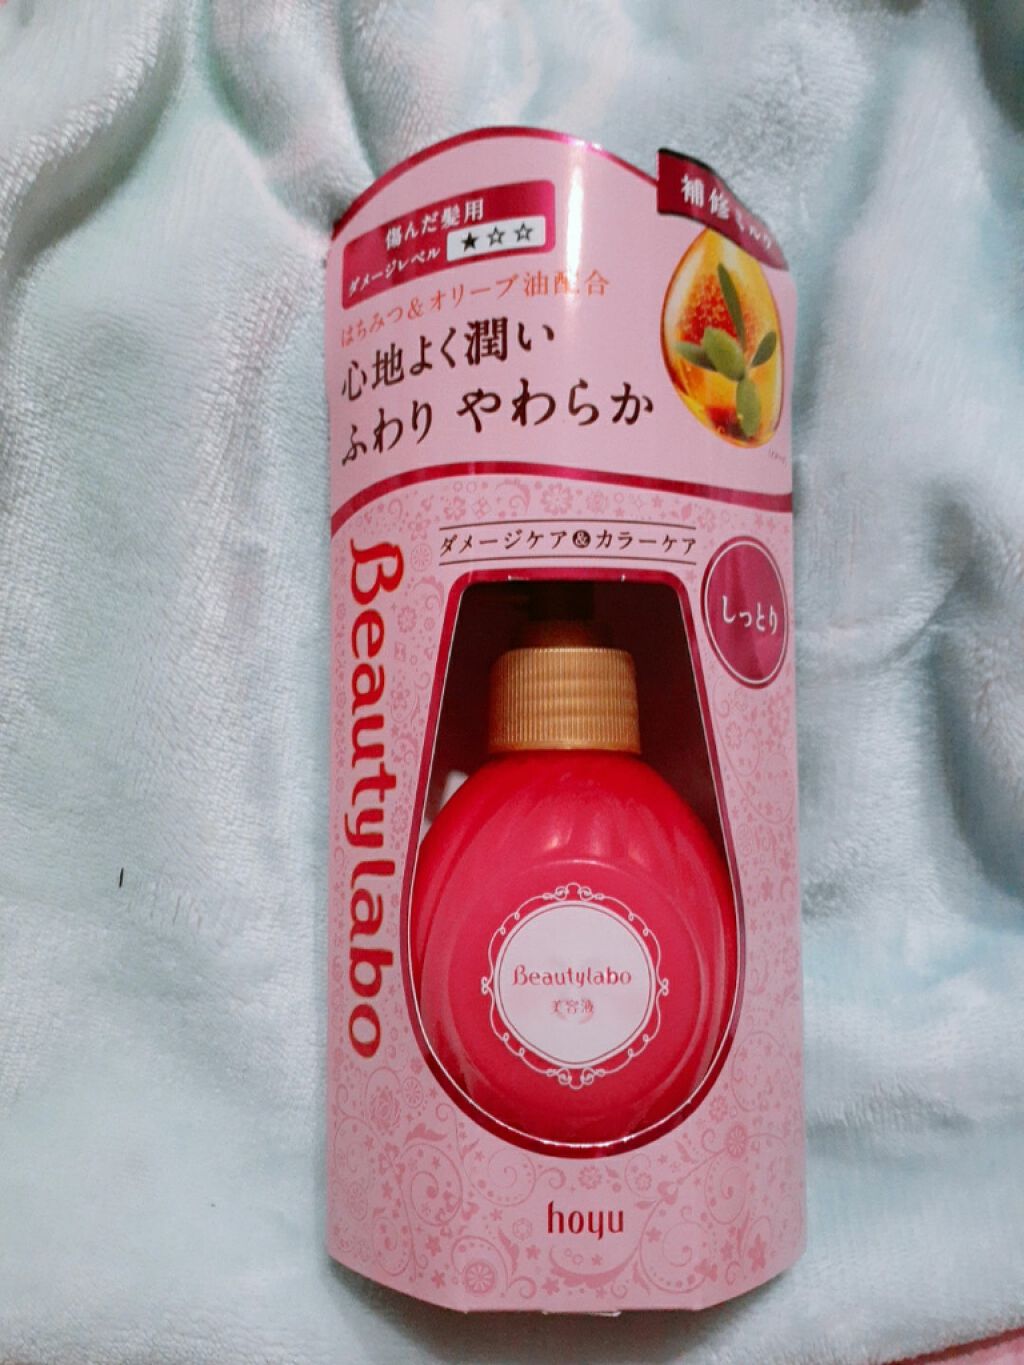 補修ミルク
傷んだ髪用
ダメージレベル ★☆☆
はちみつ&オリーブ油配合
心地よく潤い
ふわり やわらか
ダメージケア&カラーケア
しっとり
Beautylabo
Beautylabo
美容液
hoyu